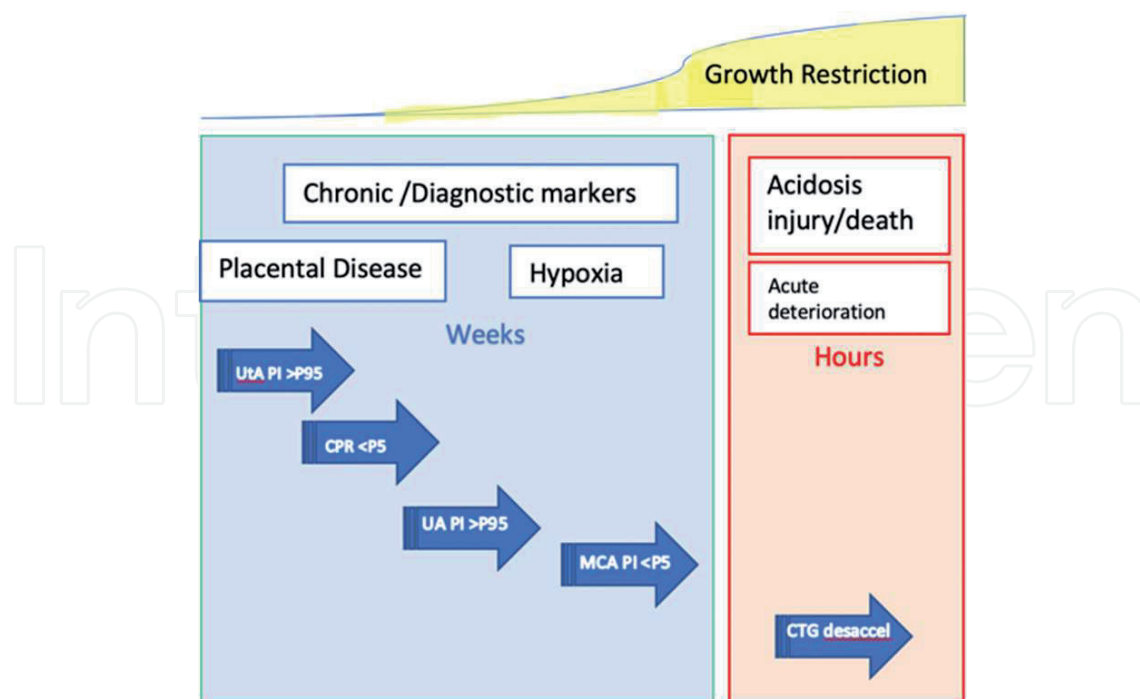 Growth Restriction
Chronic /Diagnostic markers
Acidosis
injury/death
Placental Disease
Hypoxia
Acute
deterioration
Weeks
Hours
UtA PI >P95
CPR <P5
UA PI >P95
MCA PI <P5
CTG desaccel